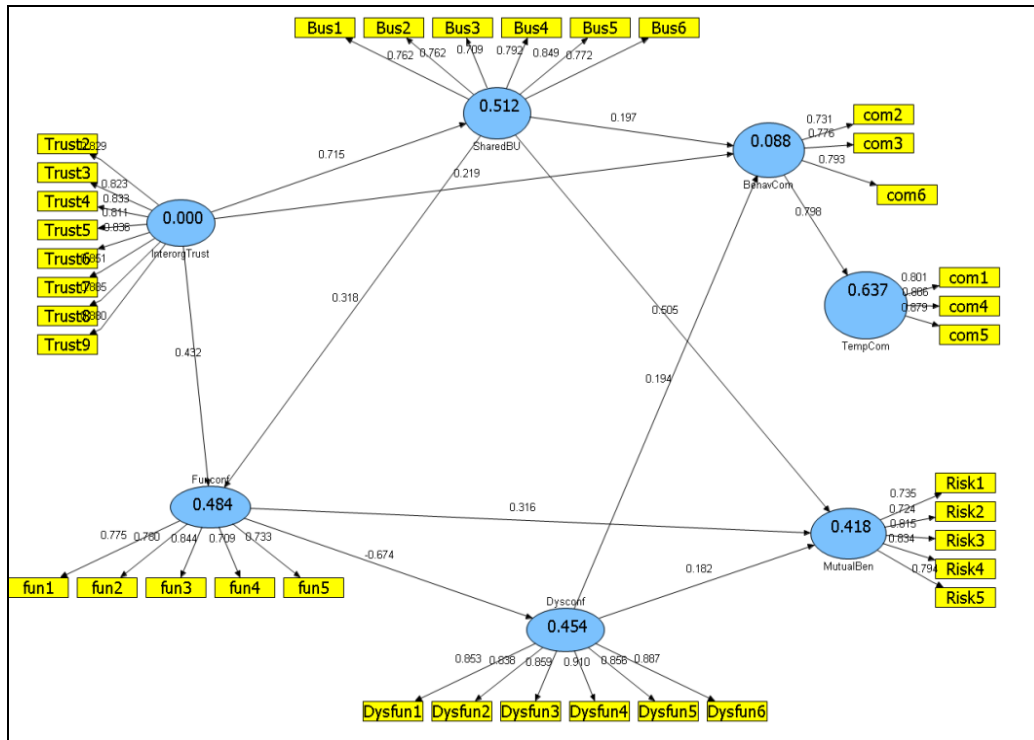 Bus1 Bus2 Bus3 Bus4 Bus5 Bus6
0.762 0.762 0.709 0.792 0.849 0.772
0.512
SharedBU
0.197
0.088
BehavCom
0.731
0.776
0.793
com2
com3
com6
Trust2
Trust3
Trust4
Trust5
Trust6
Trust7
Trust8
Trust9
0.823
0.833
0.811
0.000
InterorgTrust
0.715
0.219
0.798
0.637
TempCom
0.801
0.886
0.879
com1
com4
com5
0.318
0.505
0.432
0.194
Funconf
0.484
0.775 0.780 0.844 0.709 0.733
fun1 fun2 fun3 fun4 fun5
0.316
-0.674
0.182
0.418
MutualBen
0.735
0.724
0.815
0.834
0.794
Risk1
Risk2
Risk3
Risk4
Risk5
Dysconf
0.454
0.853 0.838 0.859 0.910 0.856 0.887
Dysfun1 Dysfun2 Dysfun3 Dysfun4 Dysfun5 Dysfun6